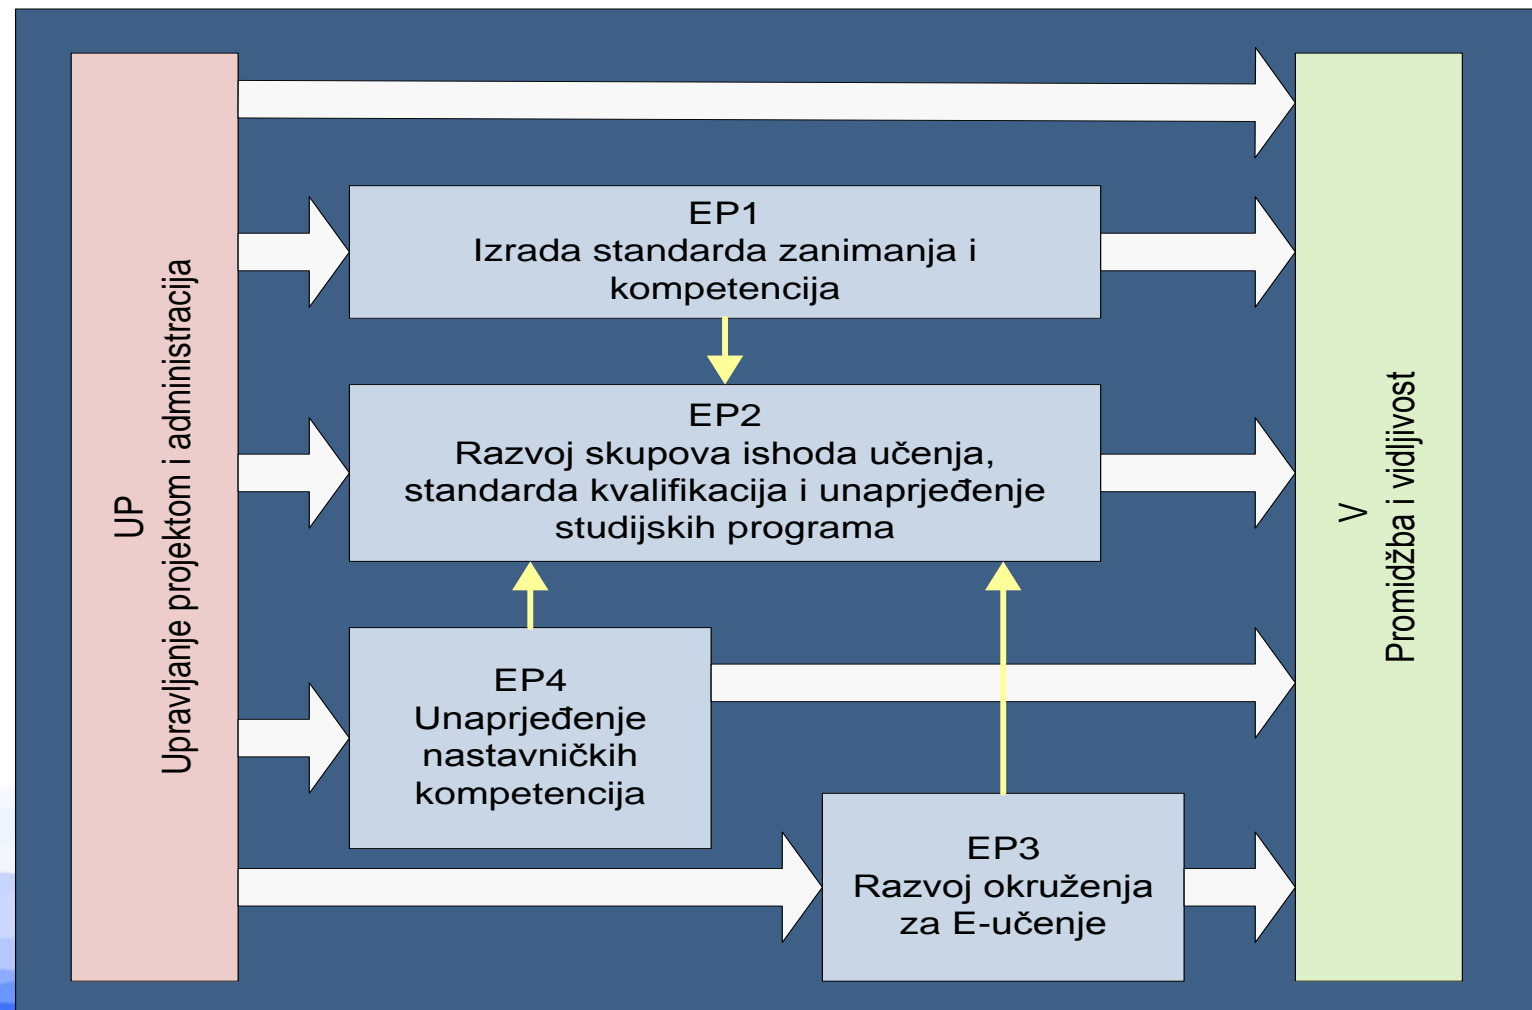 UP
Upravljanje projektom i administracija
EP1
Izrada standarda zanimanja i
kompetencija
EP2
Razvoj skupova ishoda učenja,
standarda kvalifikacija i unaprjeđenje
studijskih programa
EP4
Unaprjeđenje
nastavničkih
kompetencija
EP3
Razvoj okruženja
za E-učenje
V
Promidžba i vidljivost